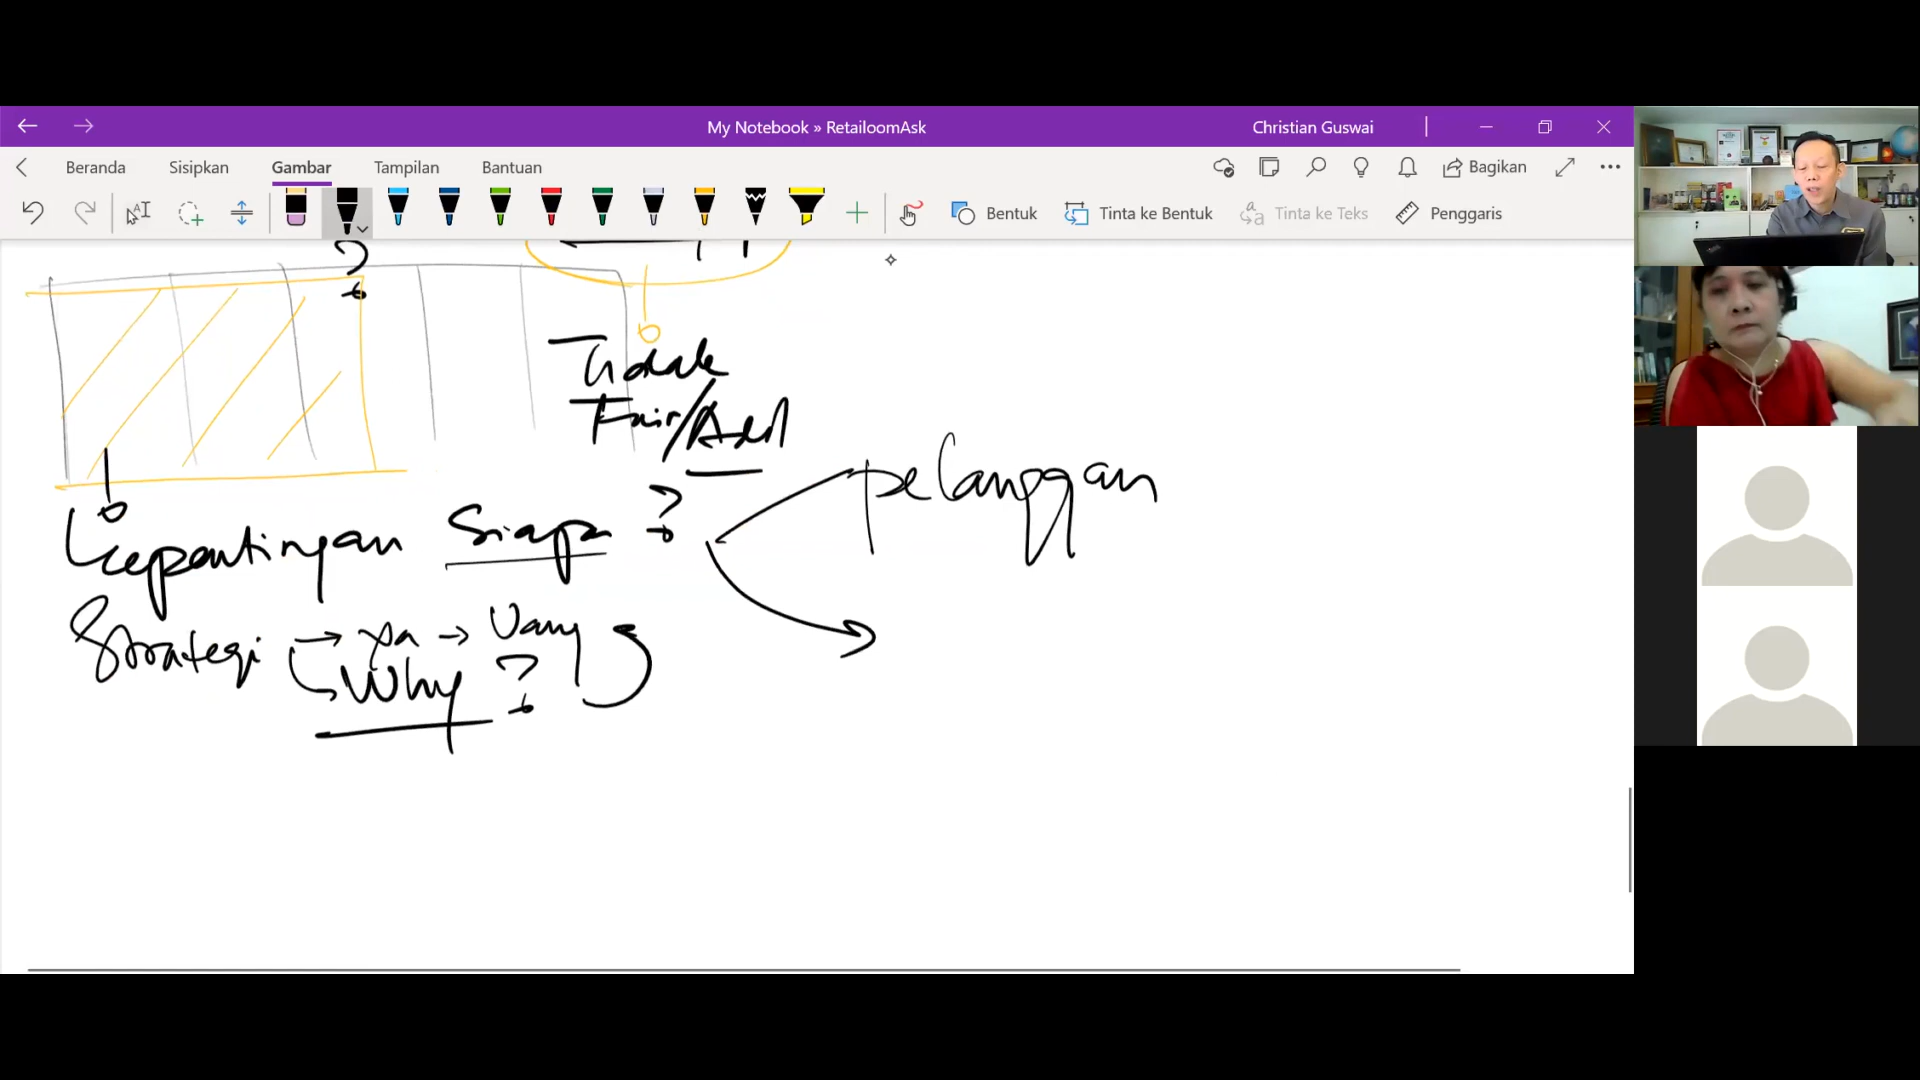 My Notebook » RetailoomAsk
Christian Guswai
Beranda Sisipkan Gambar Tampilan Bantuan
Bagikan
Bentuk Tinta ke Bentuk Tinta ke Teks Penggaris
?
Tidak
Fair/Adil
pelanggan
Kepentingan Siapa ?
Strategi → ya → Uang
Why ?